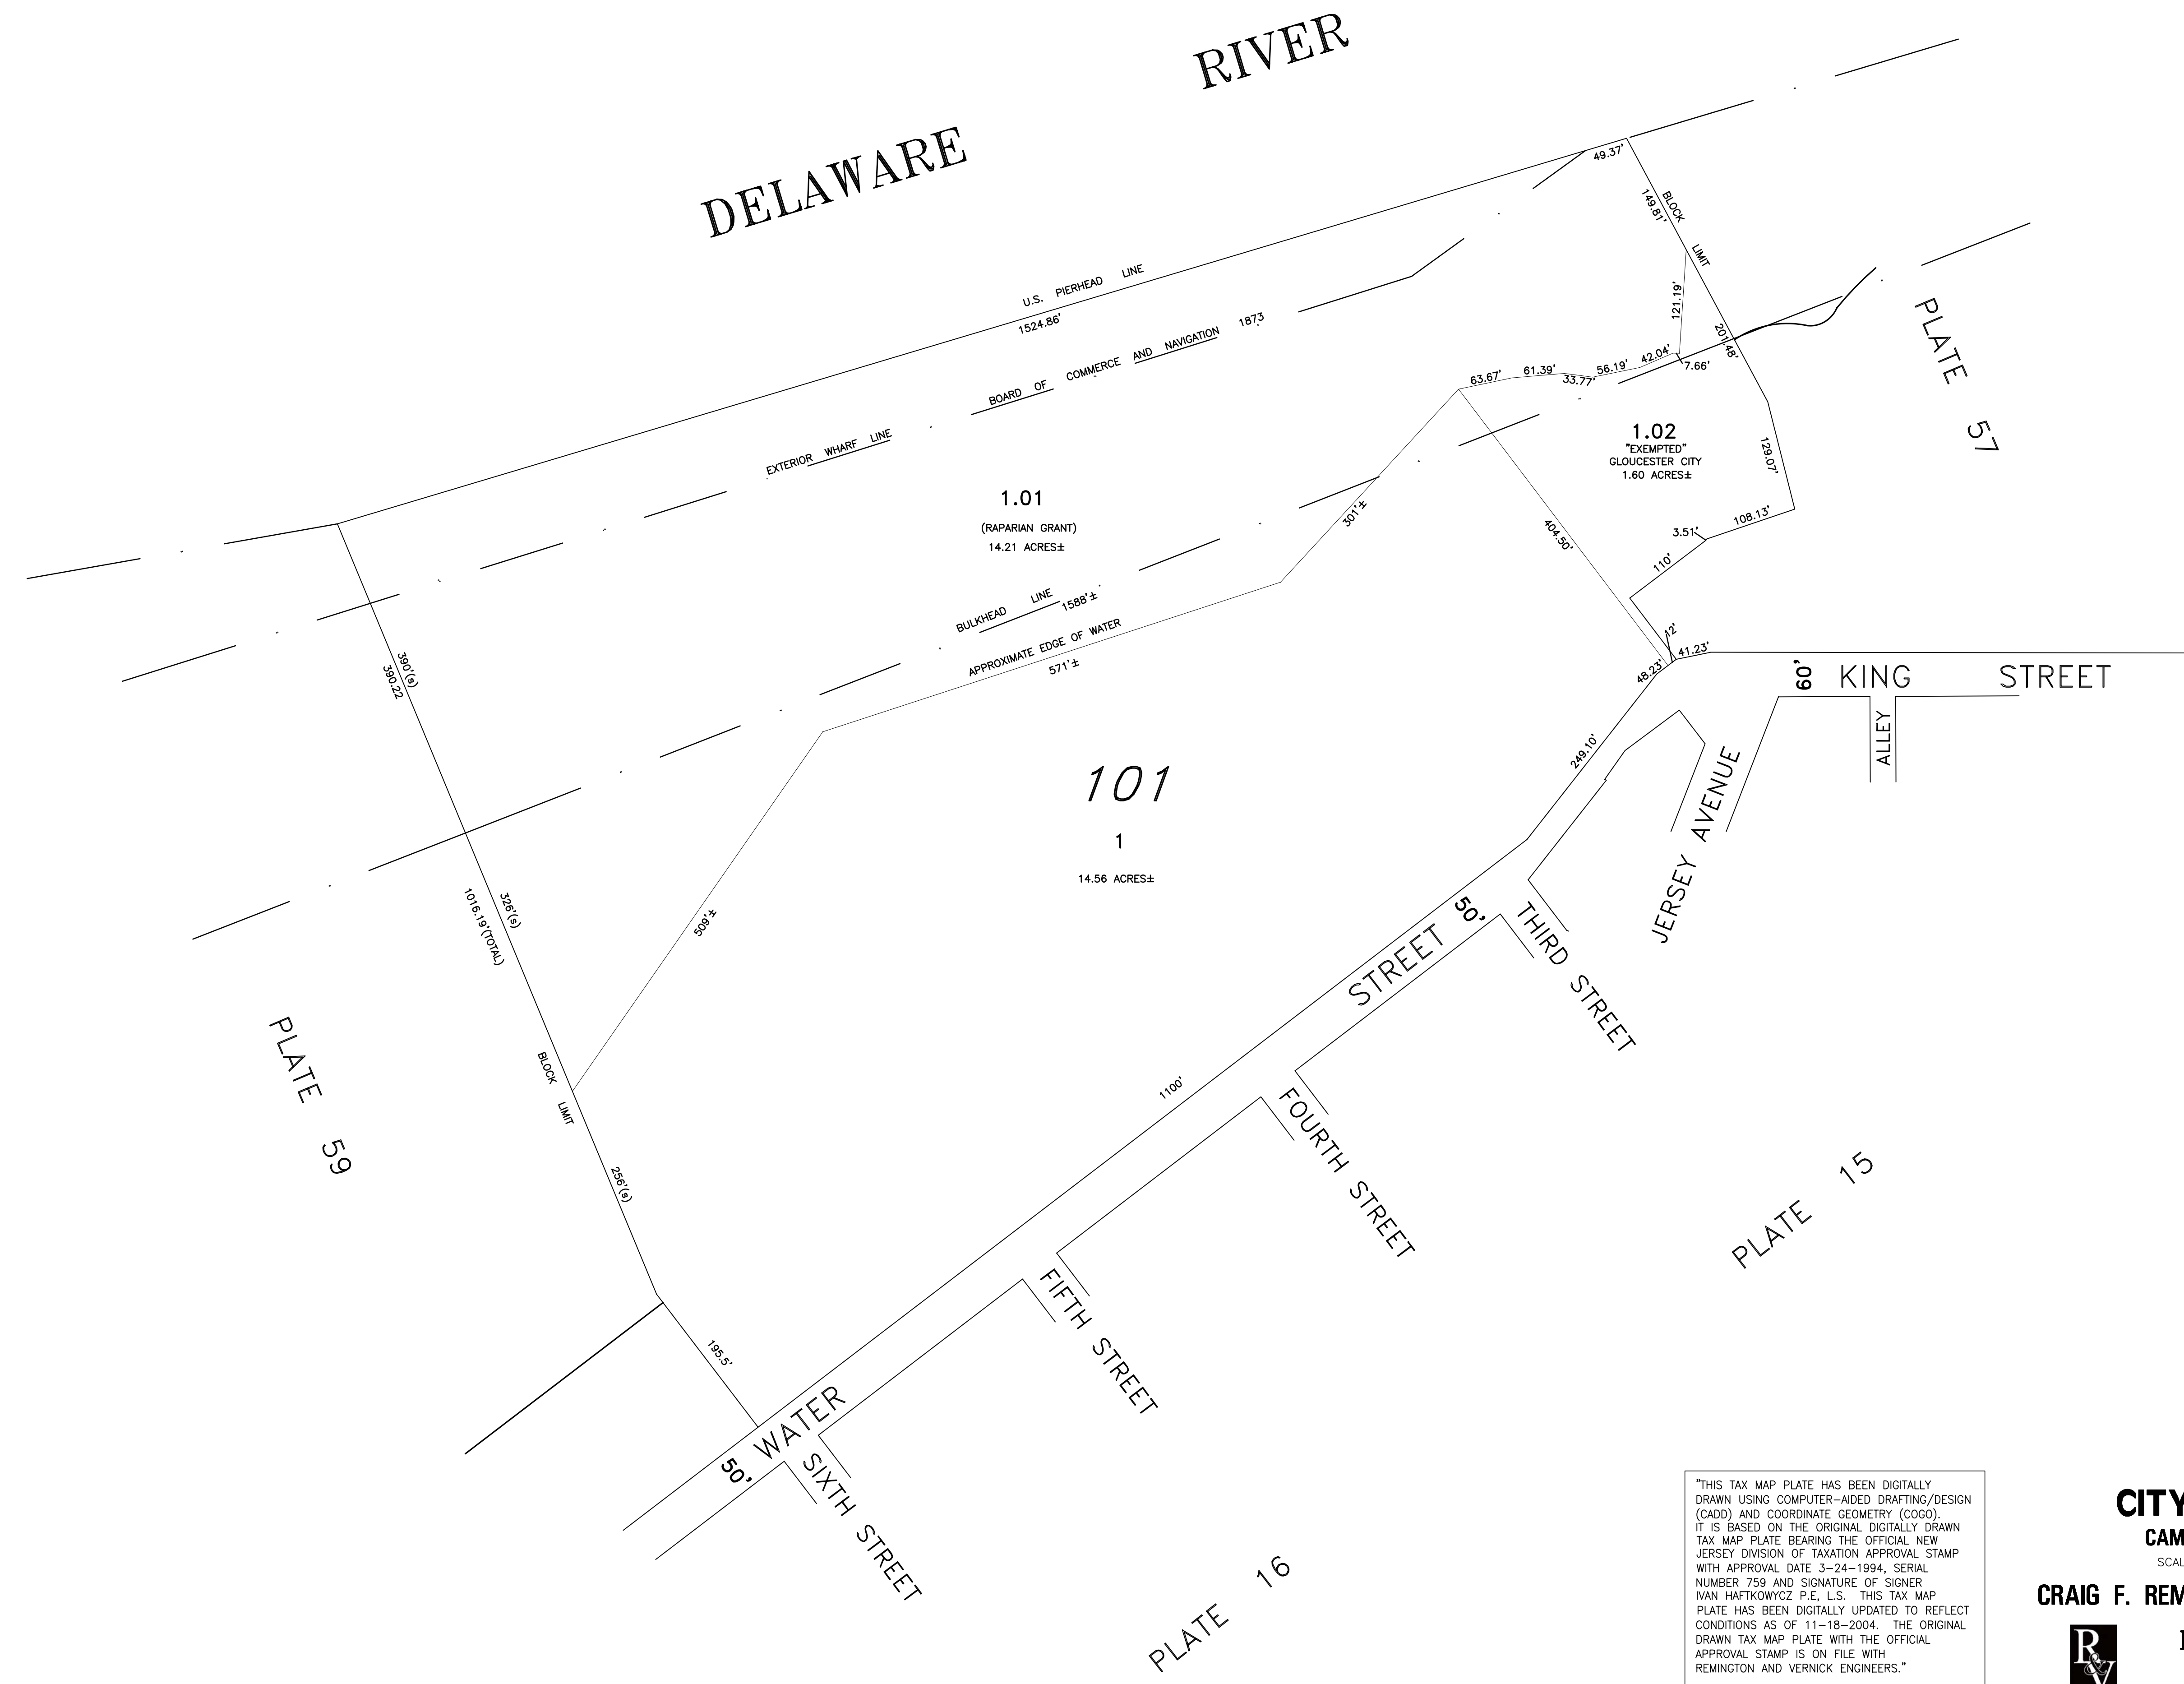 DELAWARE RIVER
49.37'
149.81'
BLOCK LIMIT
U.S. PIERHEAD LINE
1524.86'
121.19'
201.48'
EXTERIOR WHARF LINE
BOARD OF COMMERCE AND NAVIGATION 1873
PLATE 57
63.67'
61.39'
33.77'
56.19'
42.04'
7.66'
1.02
"EXEMPTED"
GLOUCESTER CITY
1.60 ACRES±
129.07'
1.01
(RAPARIAN GRANT)
14.21 ACRES±
301'±
404.50'
3.51'
108.13'
110'
BULKHEAD LINE
1588'±
APPROXIMATE EDGE OF WATER
571'±
12'
41.23'
48.23'
60'
KING STREET
ALLEY
390'(s)
390.22
249.10'
JERSEY AVENUE
101
1
14.56 ACRES±
326'(s)
1016.19'(TOTAL)
509'±
50'
STREET
THIRD STREET
PLATE 59
BLOCK LIMIT
1100'
FOURTH STREET
256'(s)
PLATE 15
FIFTH STREET
195.5'
WATER
50'
SIXTH STREET
PLATE 16
"THIS TAX MAP PLATE HAS BEEN DIGITALLY
DRAWN USING COMPUTER-AIDED DRAFTING/DESIGN
(CADD) AND COORDINATE GEOMETRY (COGO).
IT IS BASED ON THE ORIGINAL DIGITALLY DRAWN
TAX MAP PLATE BEARING THE OFFICIAL NEW
JERSEY DIVISION OF TAXATION APPROVAL STAMP
WITH APPROVAL DATE 3-24-1994, SERIAL
NUMBER 759 AND SIGNATURE OF SIGNER
IVAN HAFTKOWYCZ P.E, L.S. THIS TAX MAP
PLATE HAS BEEN DIGITALLY UPDATED TO REFLECT
CONDITIONS AS OF 11-18-2004. THE ORIGINAL
DRAWN TAX MAP PLATE WITH THE OFFICIAL
APPROVAL STAMP IS ON FILE WITH
REMINGTON AND VERNICK ENGINEERS."
CITY
CAM
SCAL
CRAIG F. REM
R&V